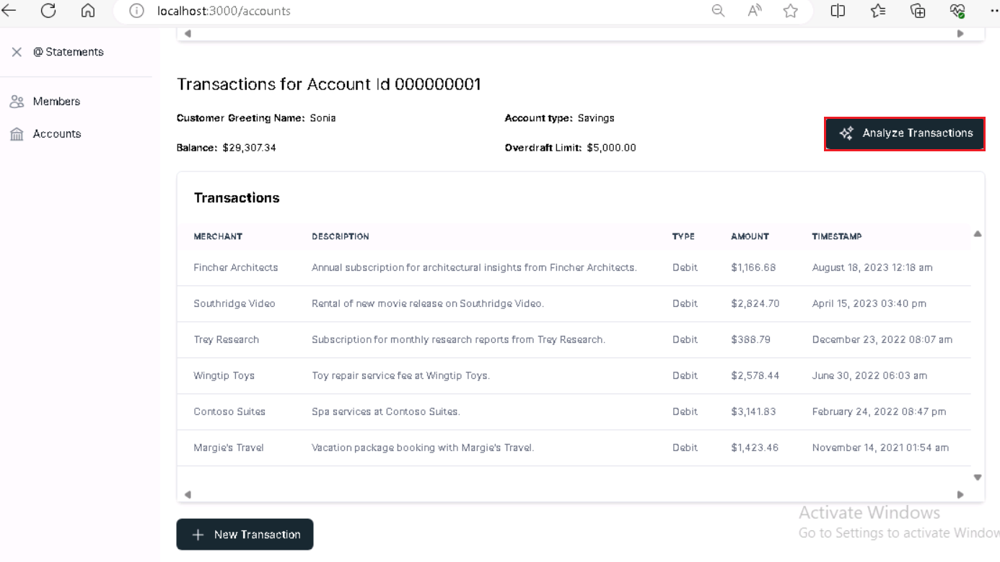 localhost:3000/accounts
@ Statements
Members
Accounts
Transactions for Account Id 000000001
Customer Greeting Name: Sonia
Account type: Savings
Balance: $29,307.34
Overdraft Limit: $5,000.00
Analyze Transactions
Transactions
MERCHANT DESCRIPTION TYPE AMOUNT TIMESTAMP
Fincher Architects Annual subscription for architectural insights from Fincher Architects. Debit $1,166.68 August 18, 2023 12:18 am
Southridge Video Rental of new movie release on Southridge Video. Debit $2,824.70 April 15, 2023 03:40 pm
Trey Research Subscription for monthly research reports from Trey Research. Debit $388.79 December 23, 2022 08:07 am
Wingtip Toys Toy repair service fee at Wingtip Toys. Debit $2,578.44 June 30, 2022 06:03 am
Contoso Suites Spa services at Contoso Suites. Debit $3,141.83 February 24, 2022 08:47 pm
Margie's Travel Vacation package booking with Margie's Travel. Debit $1,423.46 November 14, 2021 01:54 am
New Transaction
Activate Windows
Go to Settings to activate Window